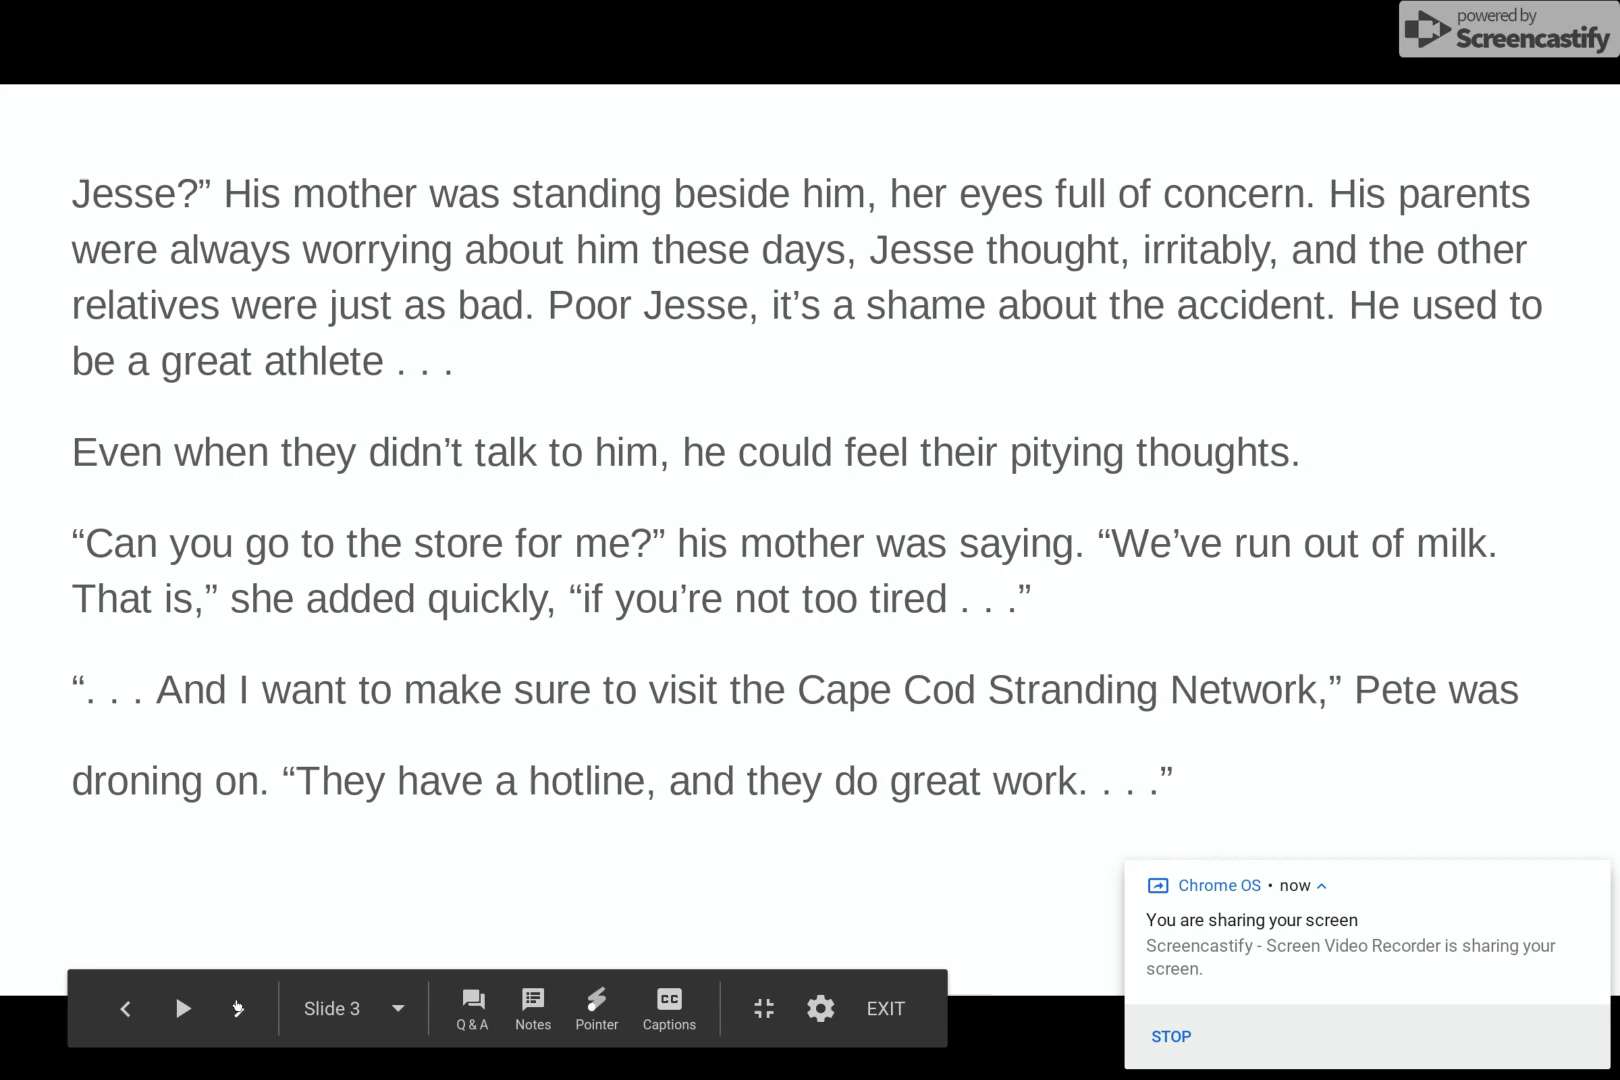 powered by
Screencastify
Jesse?” His mother was standing beside him, her eyes full of concern. His parents
were always worrying about him these days, Jesse thought, irritably, and the other
relatives were just as bad. Poor Jesse, it’s a shame about the accident. He used to
be a great athlete . . .
Even when they didn’t talk to him, he could feel their pitying thoughts.
“Can you go to the store for me?” his mother was saying. “We’ve run out of milk.
That is,” she added quickly, “if you’re not too tired . . .”
“. . . And I want to make sure to visit the Cape Cod Stranding Network,” Pete was
droning on. “They have a hotline, and they do great work. . . .”
Chrome OS • now
You are sharing your screen
Screencastify - Screen Video Recorder is sharing your
screen.
STOP
Slide 3
Q & A
Notes
Pointer
CC
Captions
EXIT